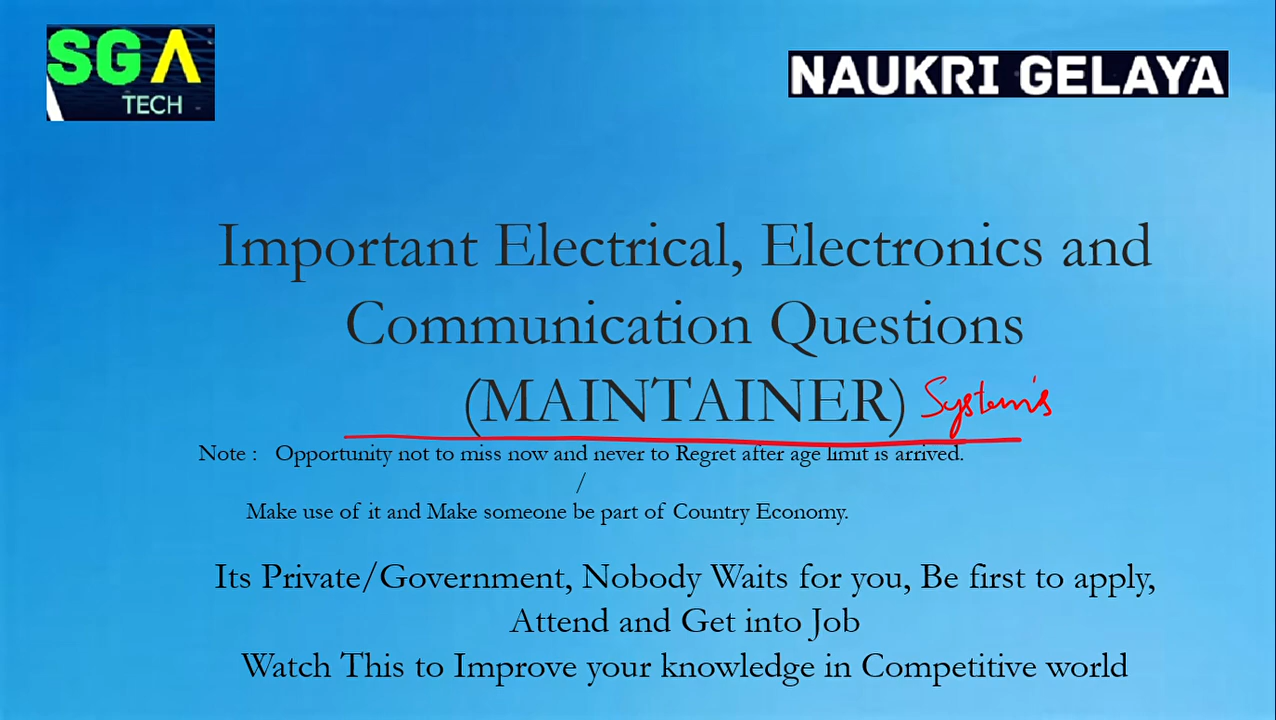 SGA
TECH
NAUKRI GELAYA
Important Electrical, Electronics and
Communication Questions
(MAINTAINER) System's
Note : Opportunity not to miss now and never to Regret after age limit is arrived.
/
Make use of it and Make someone be part of Country Economy.
Its Private/Government, Nobody Waits for you, Be first to apply,
Attend and Get into Job
Watch This to Improve your knowledge in Competitive world